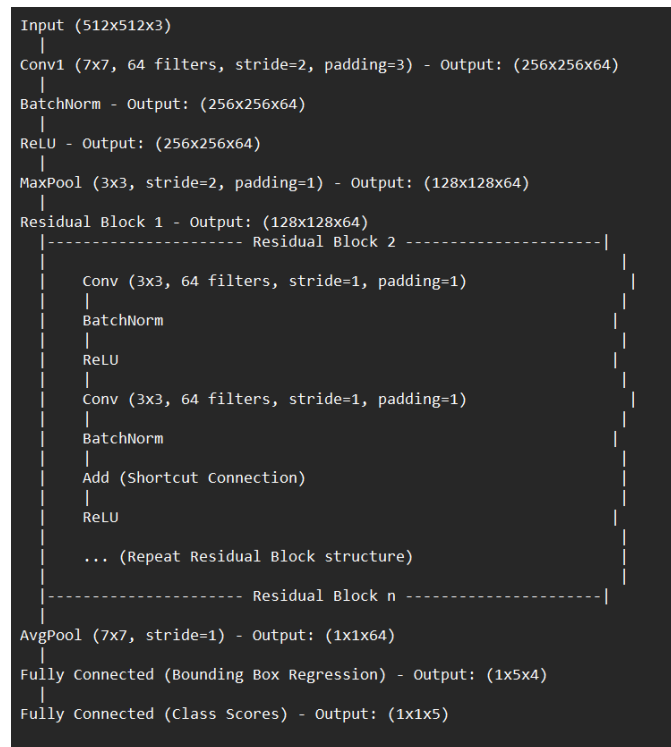 Input (512x512x3)
|
Conv1 (7x7, 64 filters, stride=2, padding=3) - Output: (256x256x64)
|
BatchNorm - Output: (256x256x64)
|
ReLU - Output: (256x256x64)
|
MaxPool (3x3, stride=2, padding=1) - Output: (128x128x64)
|
Residual Block 1 - Output: (128x128x64)
|---------------------- Residual Block 2 ----------------------|
| |
| Conv (3x3, 64 filters, stride=1, padding=1) |
| | |
| BatchNorm |
| | |
| ReLU |
| | |
| Conv (3x3, 64 filters, stride=1, padding=1) |
| | |
| BatchNorm |
| | |
| Add (Shortcut Connection) |
| | |
| ReLU |
| |
| ... (Repeat Residual Block structure) |
| |
|---------------------- Residual Block n ----------------------|
|
AvgPool (7x7, stride=1) - Output: (1x1x64)
|
Fully Connected (Bounding Box Regression) - Output: (1x5x4)
|
Fully Connected (Class Scores) - Output: (1x1x5)